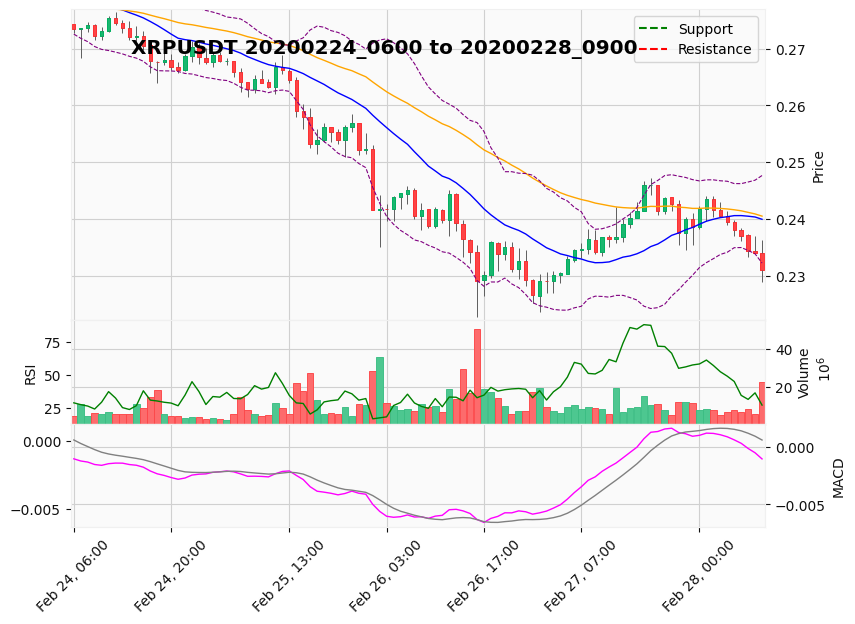 XRPUSDT 20200224_0600 to 20200228_0900
Support
Resistance
0.27
0.26
0.25
0.24
0.23
Price
75
50
25
RSI
40
20
Volume
10^6
0.000
−0.005
0.000
−0.005
MACD
Feb 24, 06:00
Feb 24, 20:00
Feb 25, 13:00
Feb 26, 03:00
Feb 26, 17:00
Feb 27, 07:00
Feb 28, 00:00